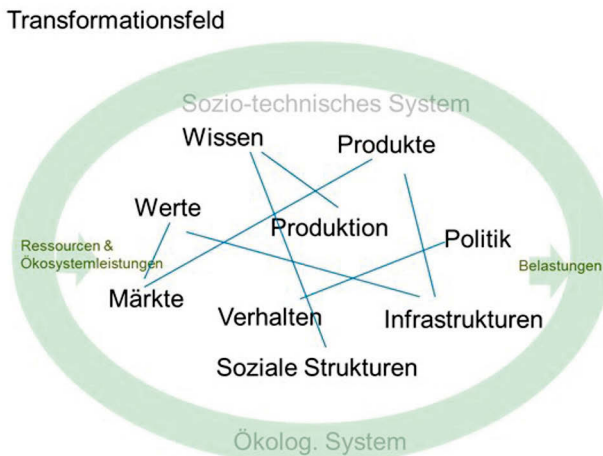 Transformationsfeld
Sozio-technisches System
Wissen
Produkte
Werte
Produktion
Politik
Ressourcen &
Ökosystemleistungen
Belastungen
Märkte
Verhalten
Infrastrukturen
Soziale Strukturen
Ökolog. System